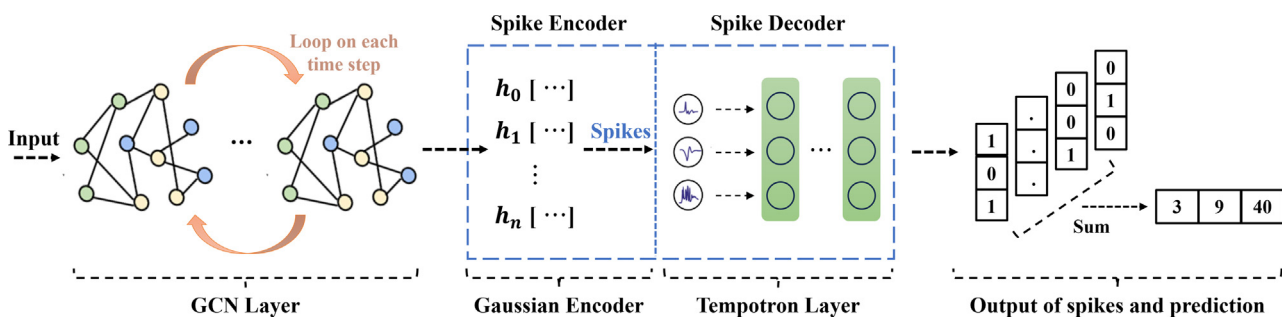 Spike Encoder
Spike Decoder
Loop on each
time step
Input
...
h₀ [ ⋯]
h₁ [ ⋯]
⋮
hₙ [ ⋯]
Spikes
...
1
0
1
.
.
.
0
0
1
0
1
0
Sum
3 9 40
GCN Layer
Gaussian Encoder
Tempotron Layer
Output of spikes and prediction